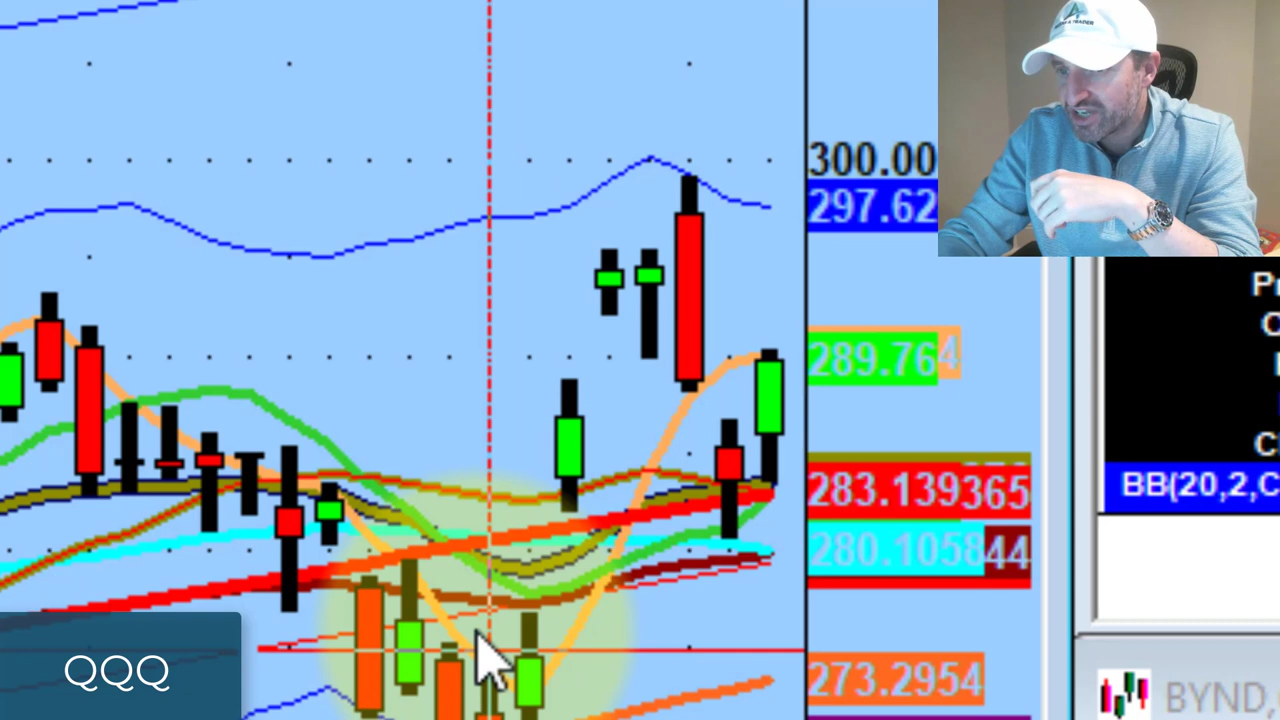 300.00
297.62
289.764
283.139365
280.105844
273.2954
BB(20,2,C
BYND,
QQQ